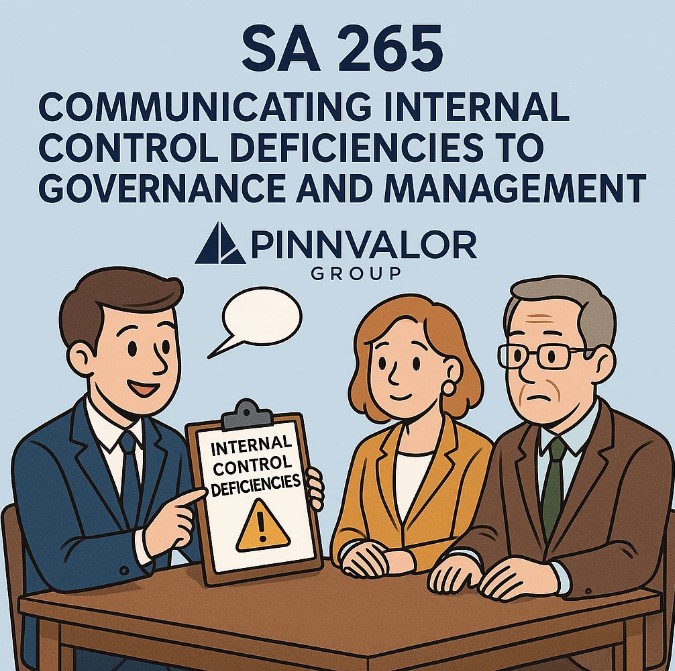 SA 265
COMMUNICATING INTERNAL
CONTROL DEFICIENCIES TO
GOVERNANCE AND MANAGEMENT
PINNVALOR
GROUP
INTERNAL
CONTROL
DEFICIENCIES
!